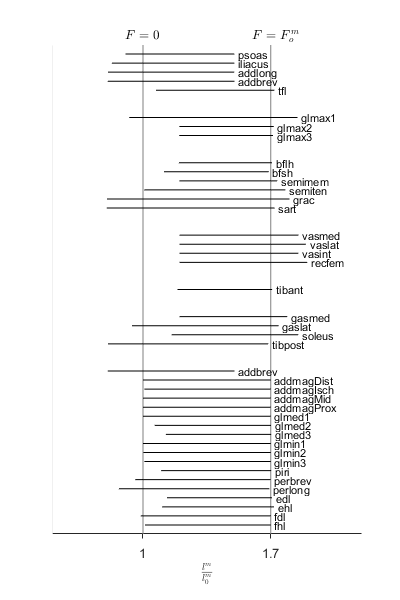 F = 0 F = F_o^m
psoas
iliacus
addlong
addbrev
tfl
glmax1
glmax2
glmax3
bflh
bfsh
semimem
semiten
grac
sart
vasmed
vaslat
vasint
recfem
tibant
gasmed
gaslat
soleus
tibpost
addbrev
addmagDist
addmagIsch
addmagMid
addmagProx
glmed1
glmed2
glmed3
glmin1
glmin2
glmin3
piri
perbrev
perlong
edl
ehl
fdl
fhl
1 1.7
l^m
l_0^m